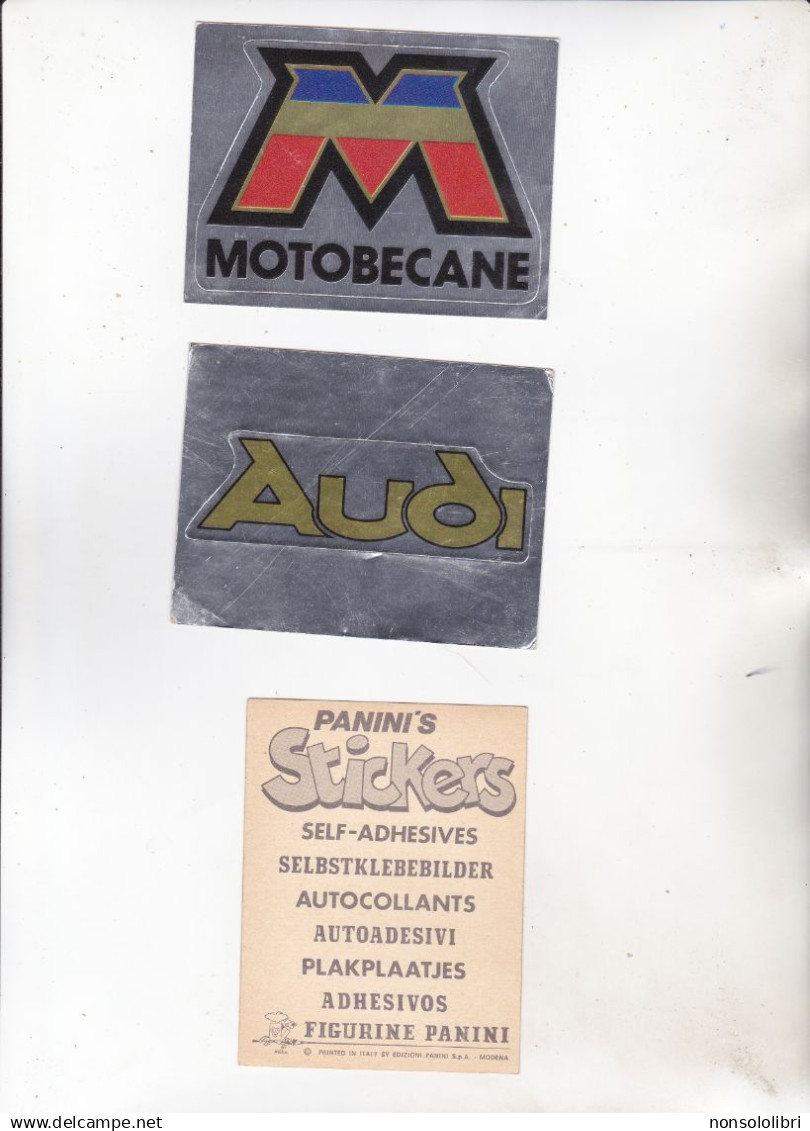 M
MOTOBECANE
Audi
PANINI'S
Stickers
SELF-ADHESIVES
SELBSTKLEBEBILDER
AUTOCOLLANTS
AUTOADESIVI
PLAKPLAATJES
ADHESIVOS
FIGURINE PANINI
© PRINTED IN ITALY BY EDIZIONI PANINI S.p.A. - MODENA
delcampe.net
nonsololibri